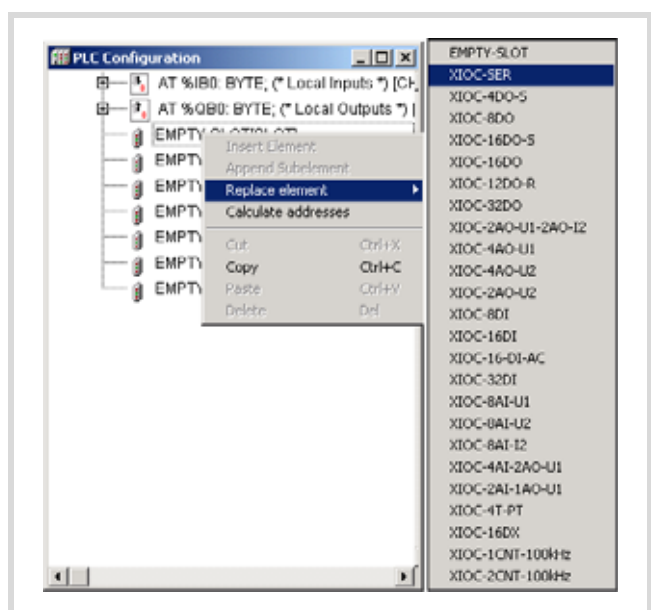 PLC Configuration
AT %IB0: BYTE; (* Local Inputs *) [CH
AT %QB0: BYTE; (* Local Outputs *) [
EMPTY-SLOT[SLOT]
EMPTY
EMPTY
EMPTY
EMPTY
EMPTY
EMPTY
Insert Element
Append Subelement
Replace element
Calculate addresses
Cut Ctrl+X
Copy Ctrl+C
Paste Ctrl+V
Delete Del
EMPTY-SLOT
XIOC-SER
XIOC-4DO-S
XIOC-8DO
XIOC-16DO-S
XIOC-16DO
XIOC-12DO-R
XIOC-32DO
XIOC-2AO-U1-2AO-I2
XIOC-4AO-U1
XIOC-4AO-U2
XIOC-2AO-U2
XIOC-8DI
XIOC-16DI
XIOC-16-DI-AC
XIOC-32DI
XIOC-8AI-U1
XIOC-8AI-U2
XIOC-8AI-I2
XIOC-4AI-2AO-U1
XIOC-2AI-1AO-U1
XIOC-4T-PT
XIOC-16DX
XIOC-1CNT-100kHz
XIOC-2CNT-100kHz